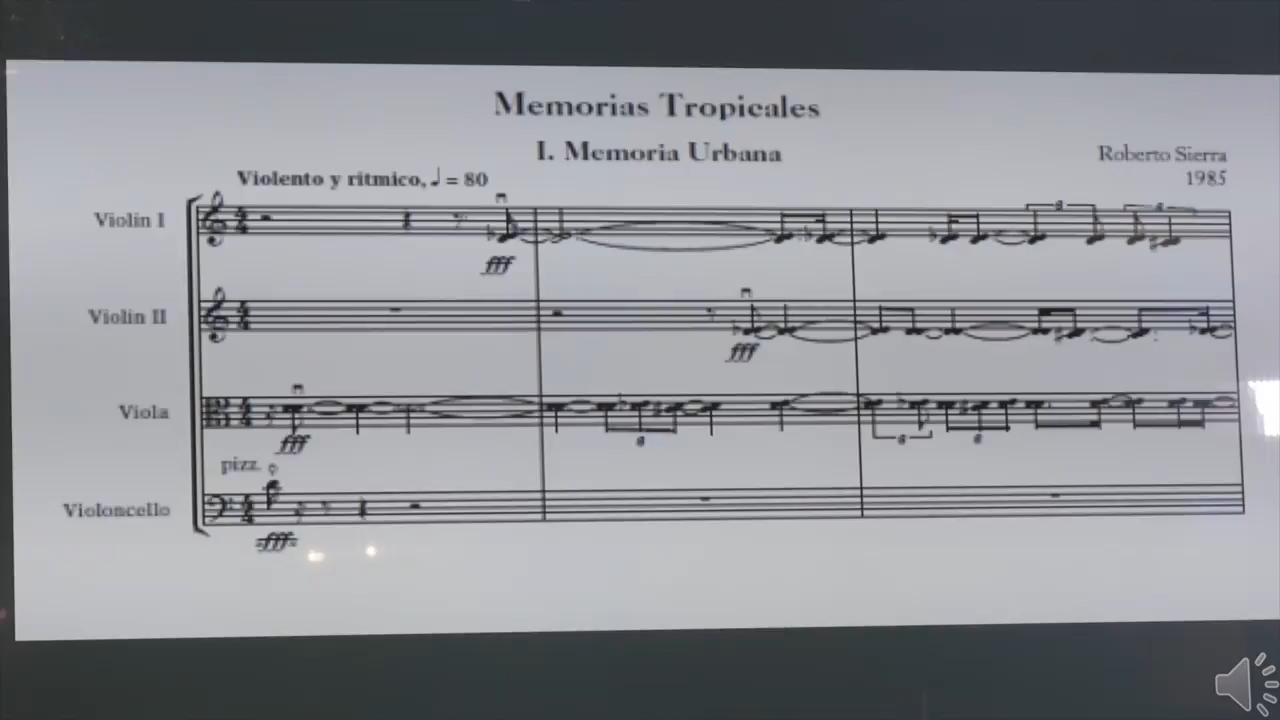 Memorias Tropicales
I. Memoria Urbana
Roberto Sierra
1985
Violento y ritmico, ♩ = 80
Violin I
fff
Violin II
fff
Viola
fff
pizz.
Violoncello
sfffz